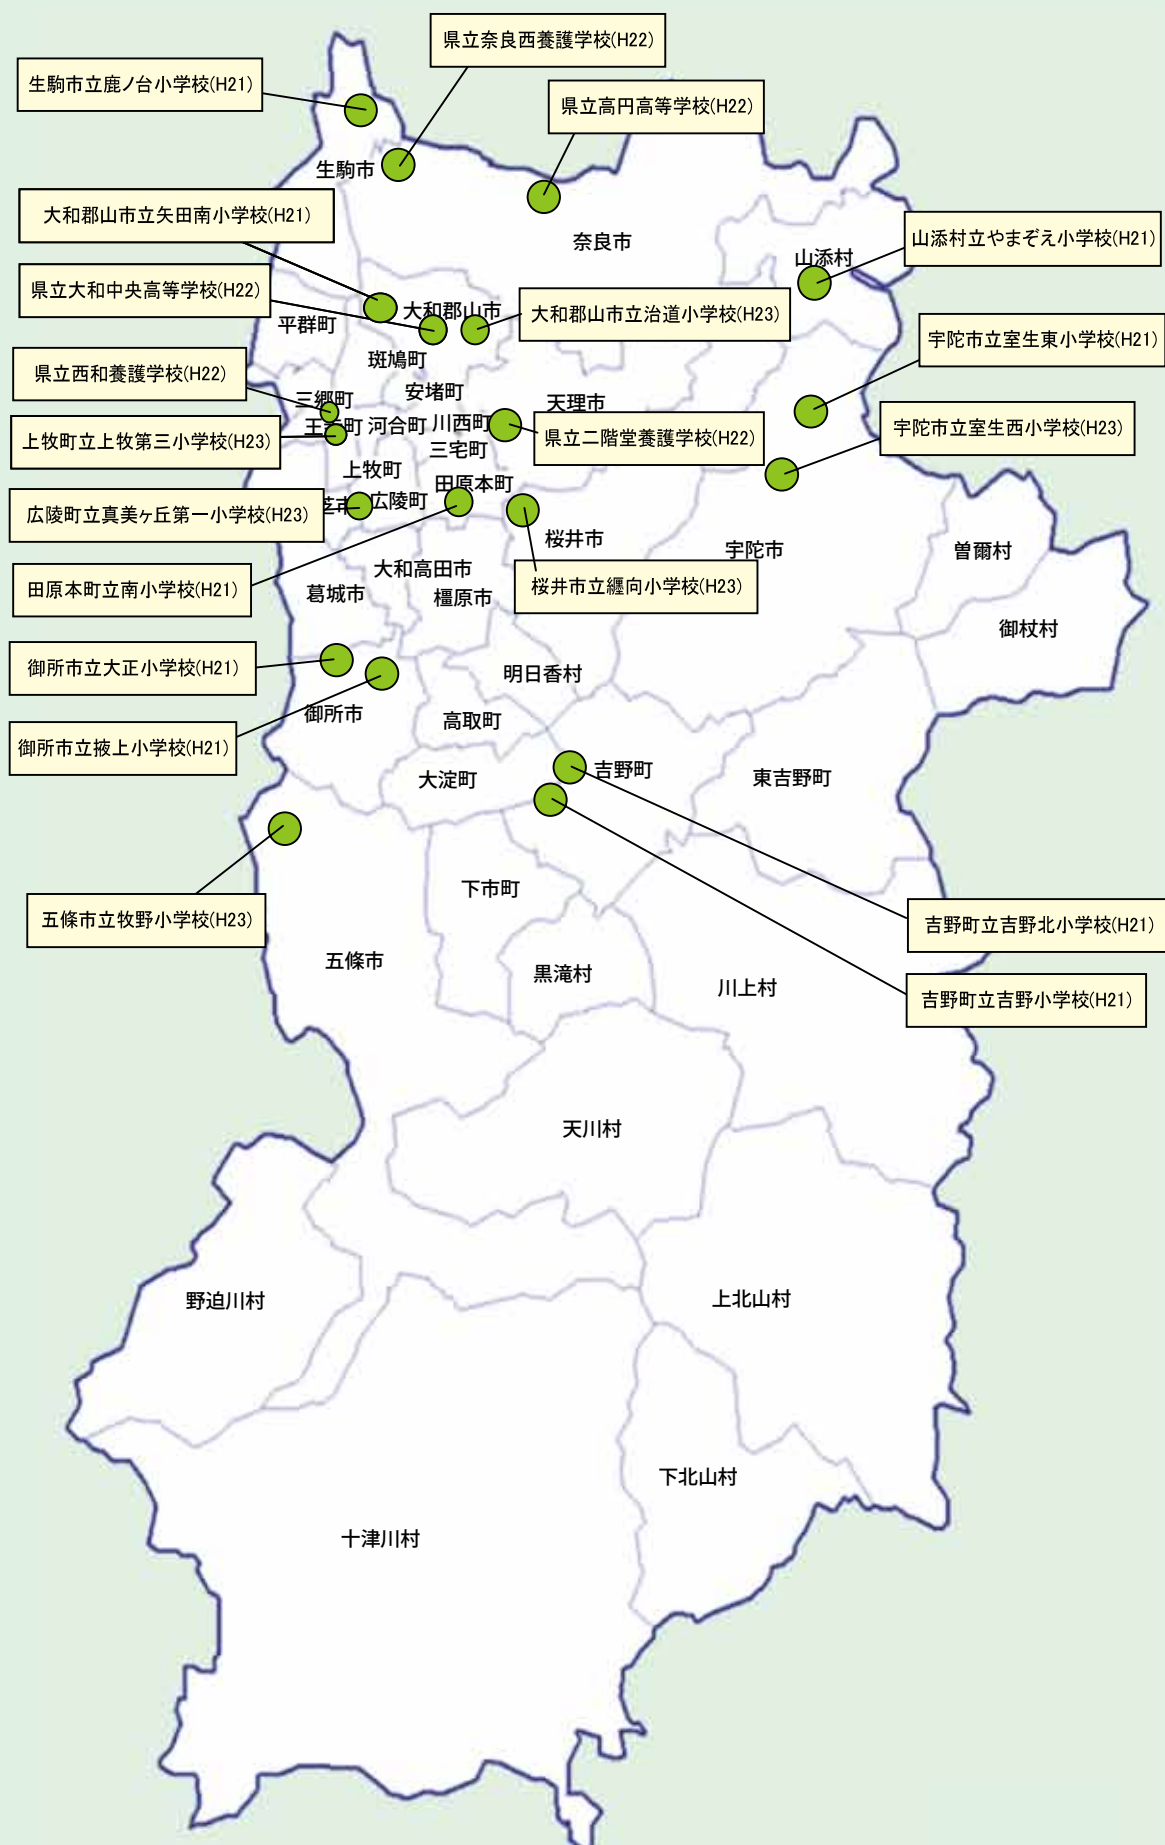 県立奈良西養護学校(H22)
生駒市立鹿ノ台小学校(H21)
県立高円高等学校(H22)
生駒市
大和郡山市立矢田南小学校(H21)
奈良市
山添村立やまぞえ小学校(H21)
山添村
県立大和中央高等学校(H22)
大和郡山市
大和郡山市立治道小学校(H23)
平群町
宇陀市立室生東小学校(H21)
斑鳩町
県立西和養護学校(H22)
安堵町
三郷町
天理市
王寺町
河合町
川西町
宇陀市立室生西小学校(H23)
上牧町立上牧第三小学校(H23)
県立二階堂養護学校(H22)
三宅町
上牧町
田原本町
広陵町
広陵町立真美ヶ丘第一小学校(H23)
芝市
桜井市
宇陀市
曽爾村
大和高田市
田原本町立南小学校(H21)
葛城市
橿原市
桜井市立纒向小学校(H23)
御杖村
御所市立大正小学校(H21)
明日香村
御所市
高取町
御所市立掖上小学校(H21)
吉野町
大淀町
東吉野町
下市町
五條市立牧野小学校(H23)
吉野町立吉野北小学校(H21)
五條市
黒滝村
川上村
吉野町立吉野小学校(H21)
天川村
野迫川村
上北山村
下北山村
十津川村